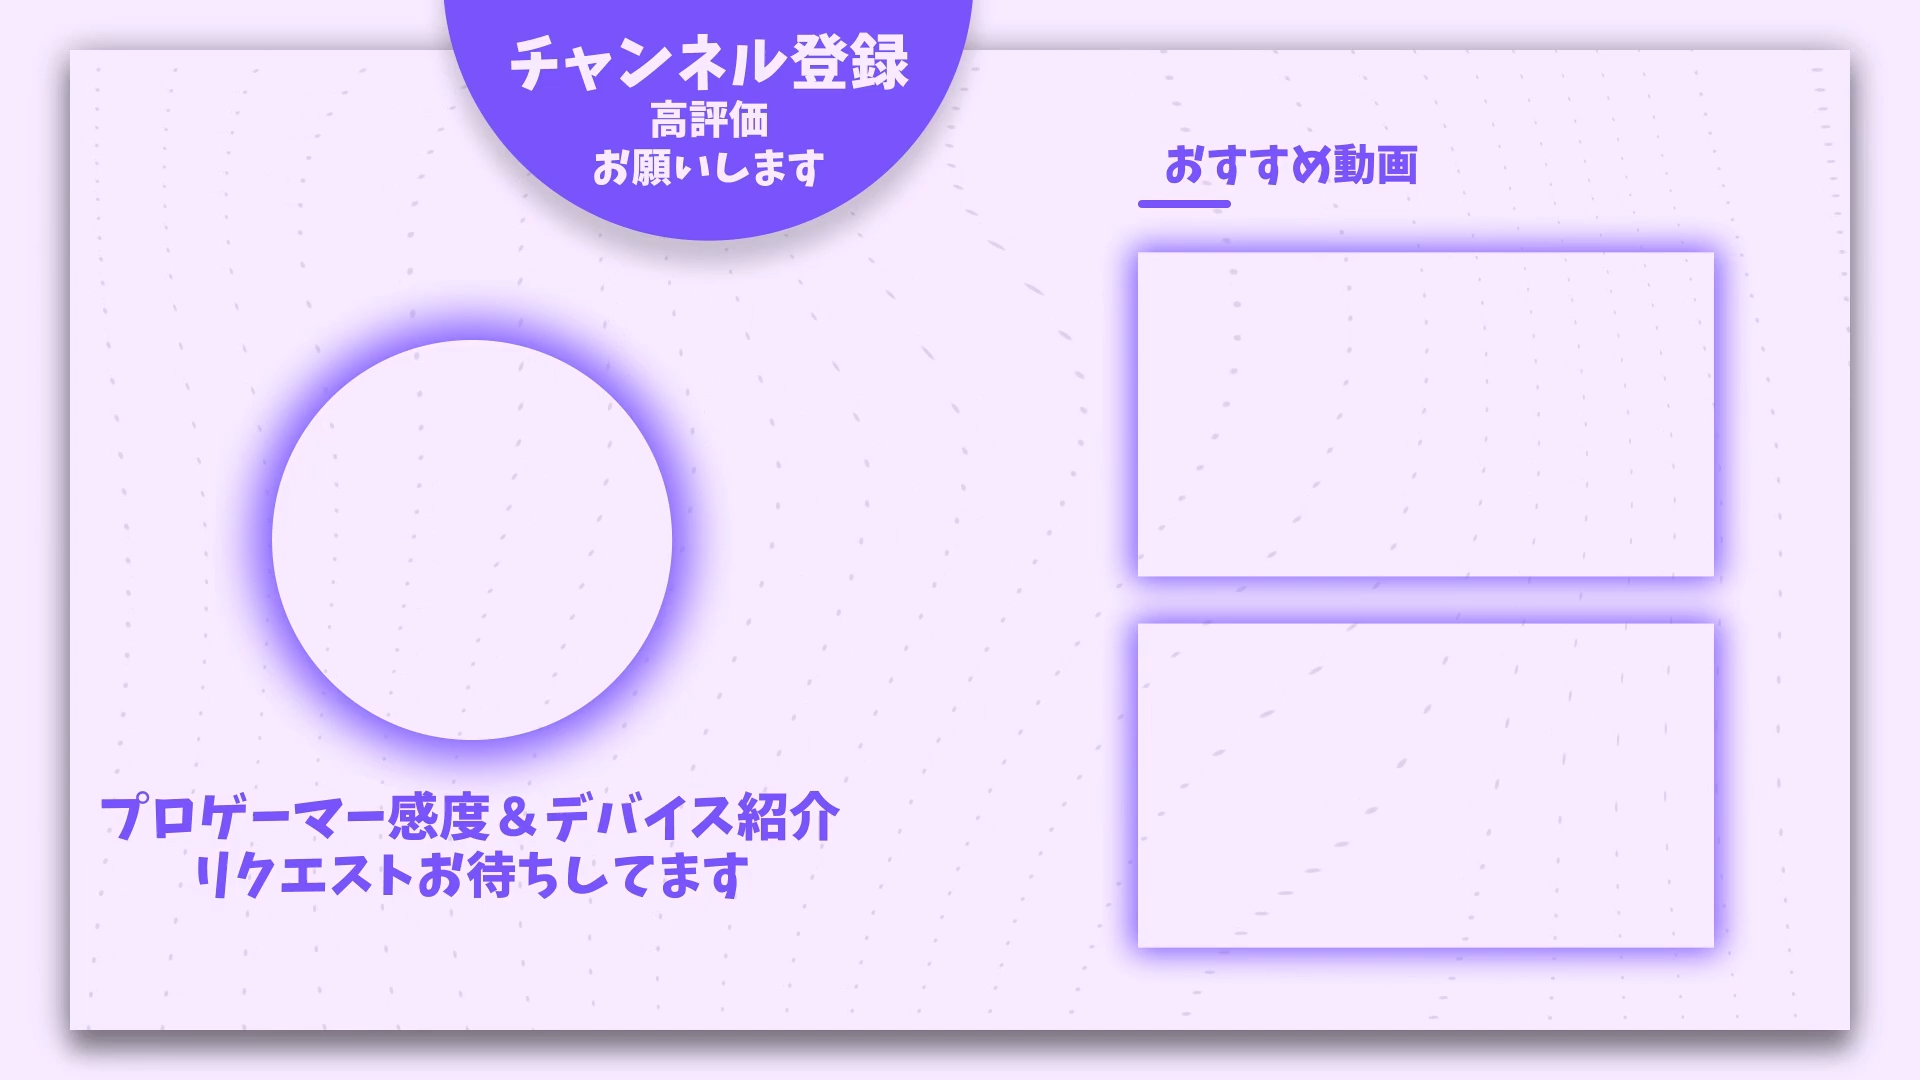 チャンネル登録
高評価
お願いします
おすすめ動画
プロゲーマー感度＆デバイス紹介
リクエストお待ちしてます